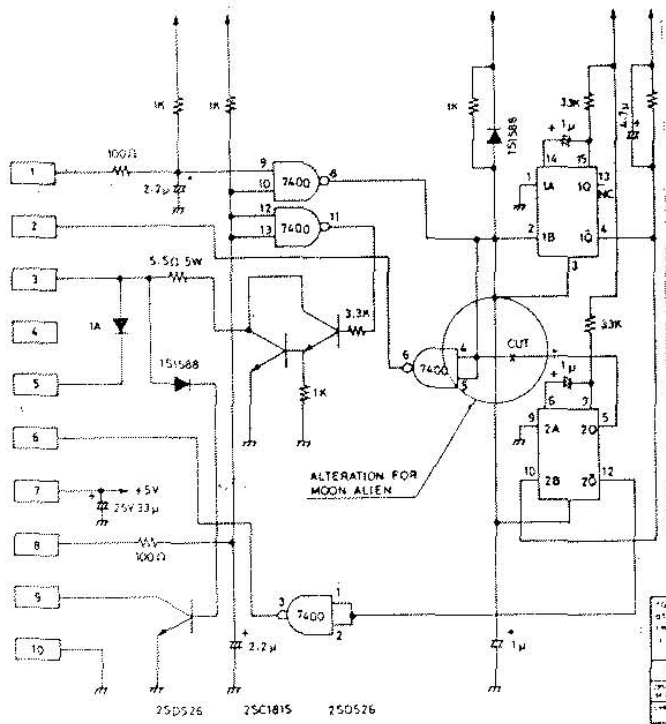 1K
1K
1K
1S1588
3.3K
+ 1μ
4.7μ
+
14
15
1
1A
1Q
13
NC
2
1B
1Q̅
4
3
100Ω
1
2.2μ
+
9
10
7400
8
12
13
7400
11
2
3
5.5Ω 5W
3.3K
33K
4
1A
1S1588
6
7400
4
5
CUT
5
1K
+ 1μ
6
7
9
2A
2Q
5
10
2B
2Q̅
12
6
ALTERATION FOR
MOON ALIEN
7
+5V
+
25V 33μ
8
100Ω
9
3
7400
1
2
10
+
2.2μ
+
1μ
2SD526
2SC1815
2SD526